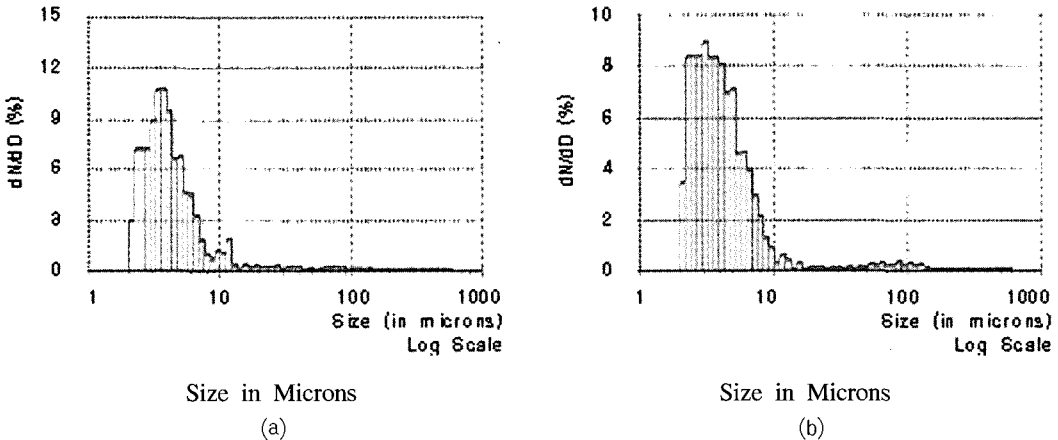 15
12
9
6
3
0
dN/dD (%)
1 10 100 1000
Size (in microns)
Log Scale
Size in Microns
(a)
10
8
6
4
2
0
dN/dD (%)
1 10 100 1000
Size (in microns)
Log Scale
Size in Microns
(b)